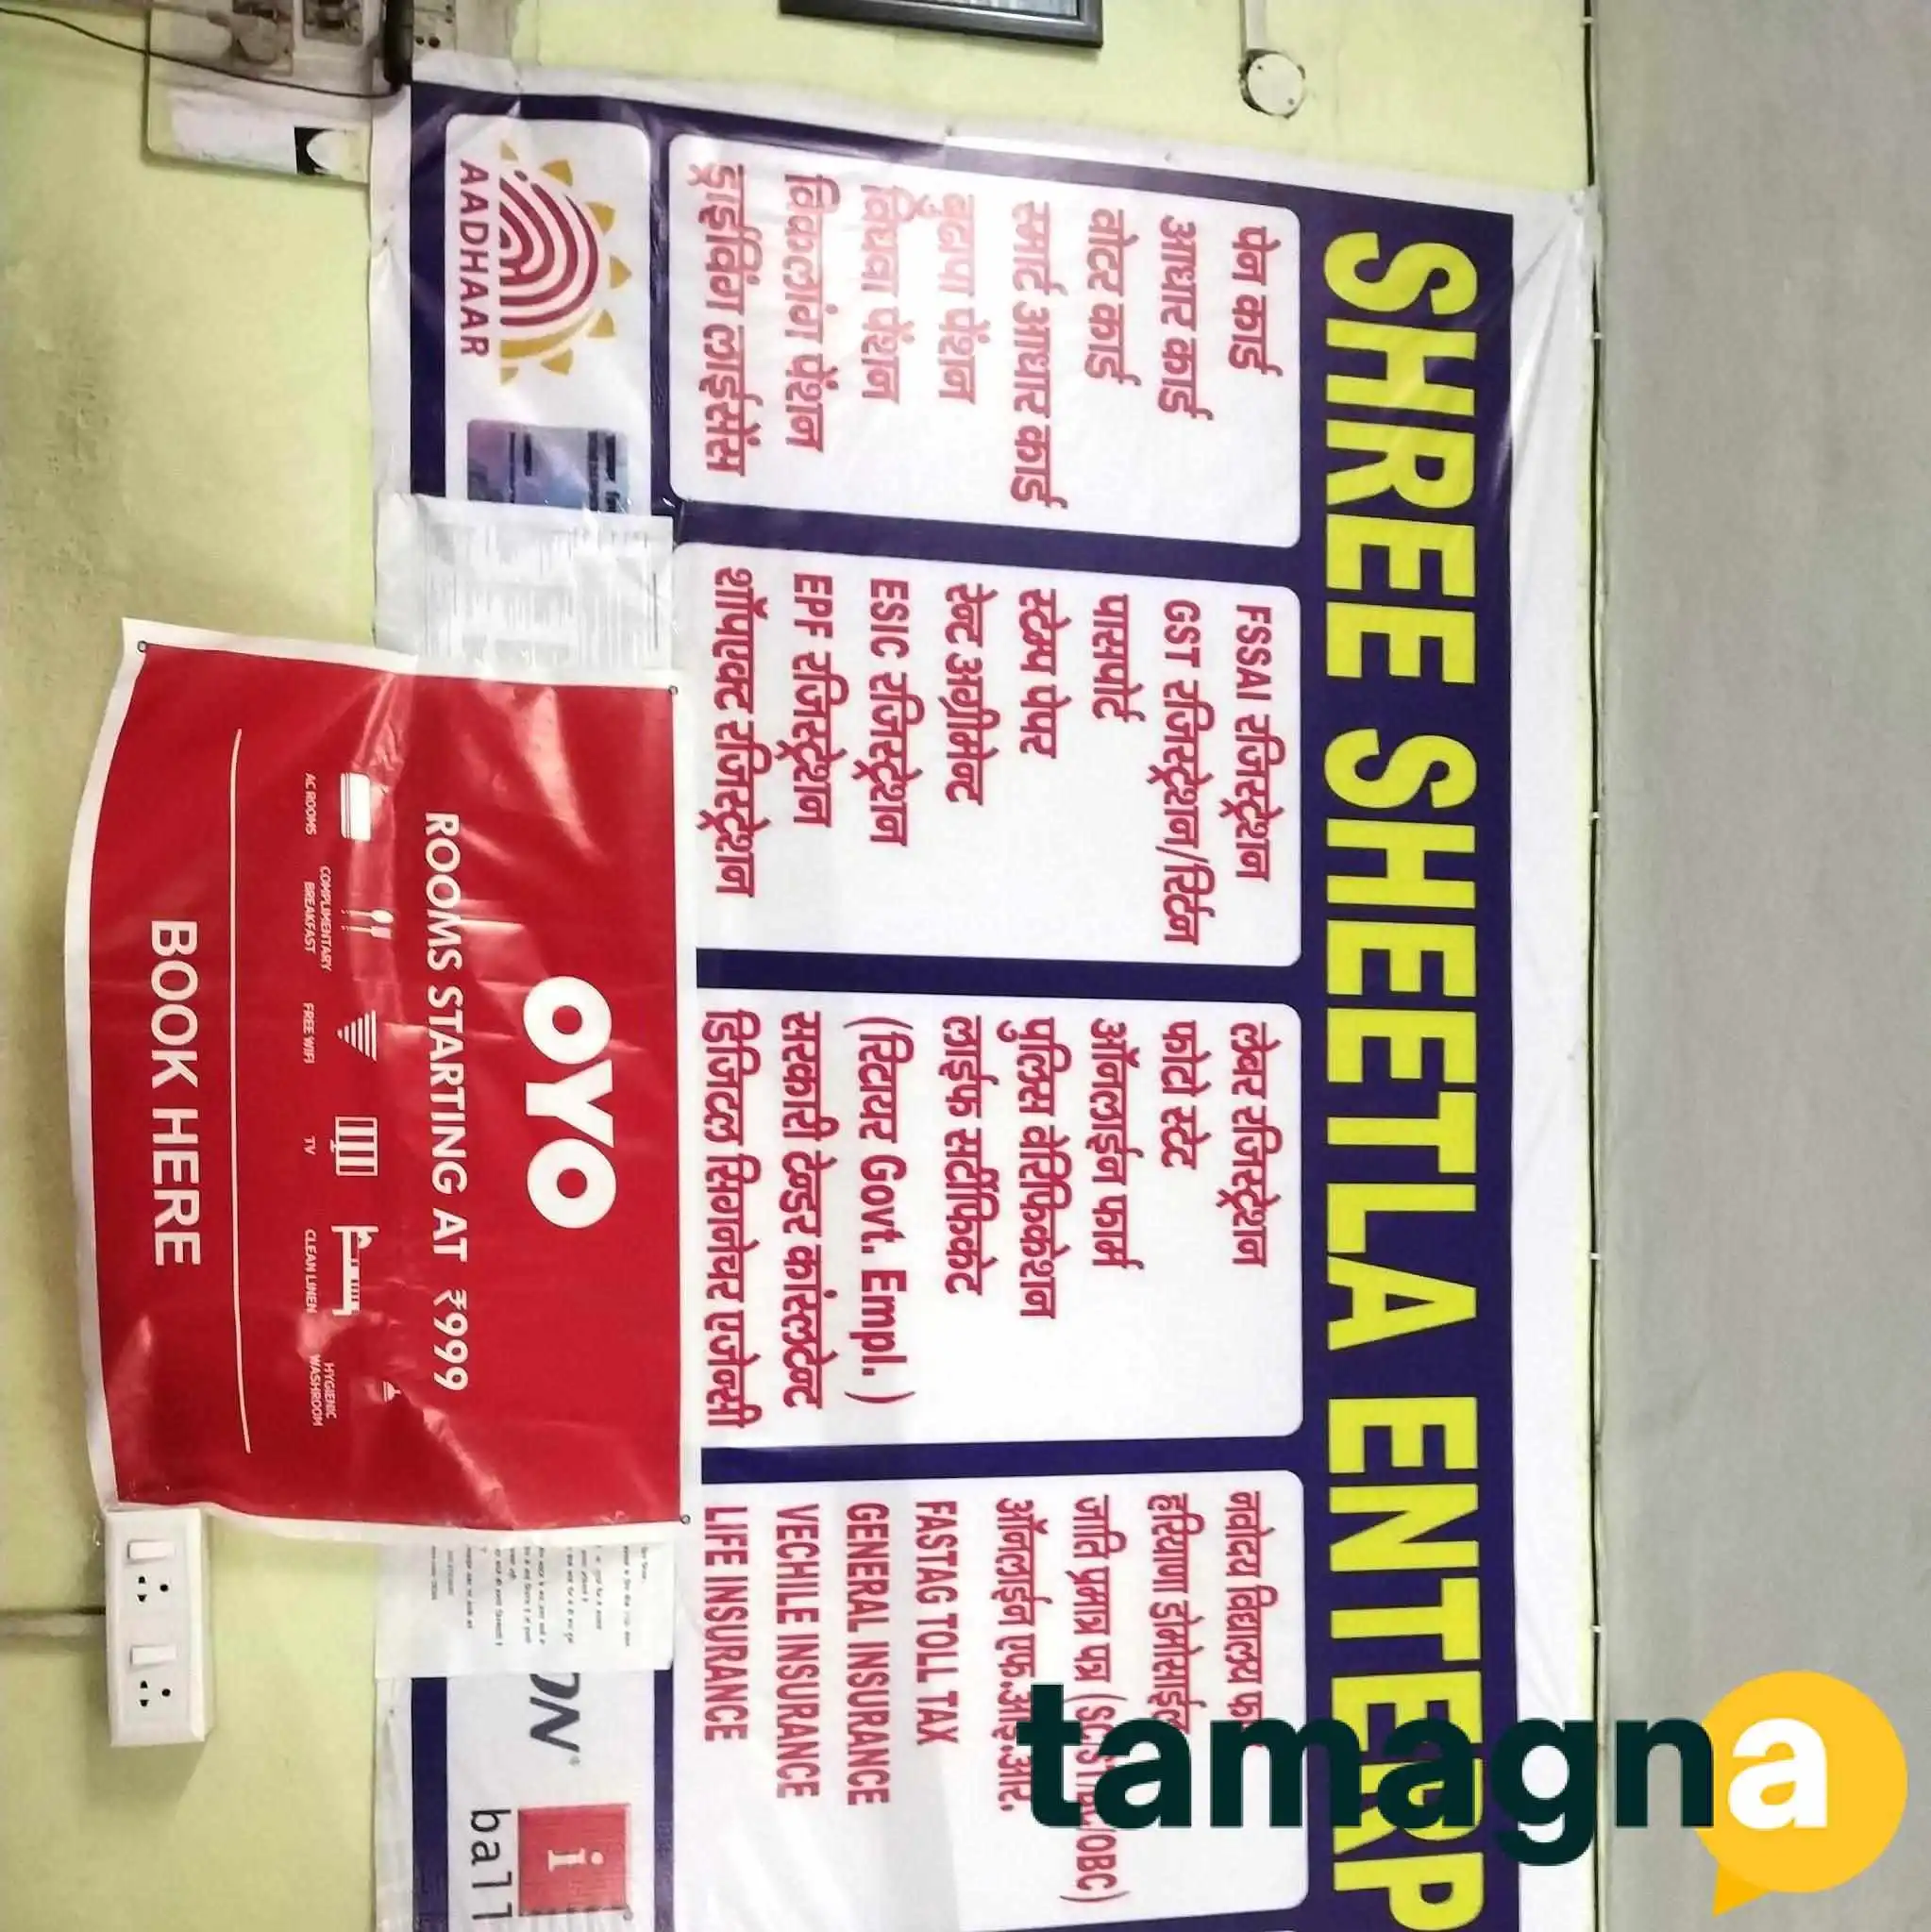 SHREE SHEETLA ENTERP
पेन कार्ड
आधार कार्ड
वोटर कार्ड
स्मार्ट आधार कार्ड
बुढ़ापा पेंशन
विधवा पेंशन
विकलांग पेंशन
ड्राईविंग लाईसेंस
FSSAI रजिस्ट्रेशन
GST रजिस्ट्रेशन/रिटर्न
पासपोर्ट
स्टेम्प पेपर
रेन्ट अग्रीमेन्ट
ESIC रजिस्ट्रेशन
EPF रजिस्ट्रेशन
शॉपएक्ट रजिस्ट्रेशन
लेबर रजिस्ट्रेशन
फोटो स्टेट
ऑनलाईन फार्म
पुलिस वेरिफिकेशन
लाईफ सर्टीफिकेट
(रिटायर Govt. Empl. )
सरकारी टेन्डर कांस्लटेन्ट
डिजिटल सिगनेचर एजेन्सी
नवोदय विद्यालय
हरियाणा डोमेसाईल
जाति प्रमात्र पत्र /OBC)
ऑनलाईन एफ.आई.आर.
FASTAG TOLL TAX
GENERAL INSURANCE
VECHILE INSURANCE
LIFE INSURANCE
AADHAAR
OYO
ROOMS STARTING AT ₹999
AC ROOMS
COMPLIMENTARY
BREAKFAST
FREE WIFI
TV
CLEAN LINEN
HYGIENIC
WASHROOM
BOOK HERE
i
ball
tamagna